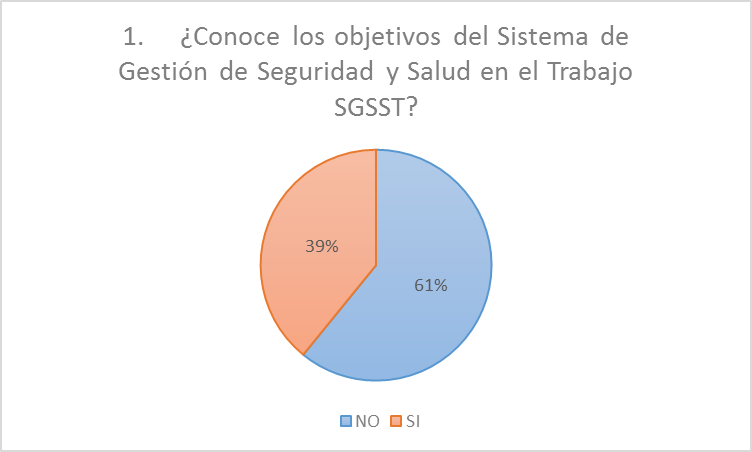 1. ¿Conoce los objetivos del Sistema de
Gestión de Seguridad y Salud en el Trabajo
SGSST?
39%
61%
NO SI